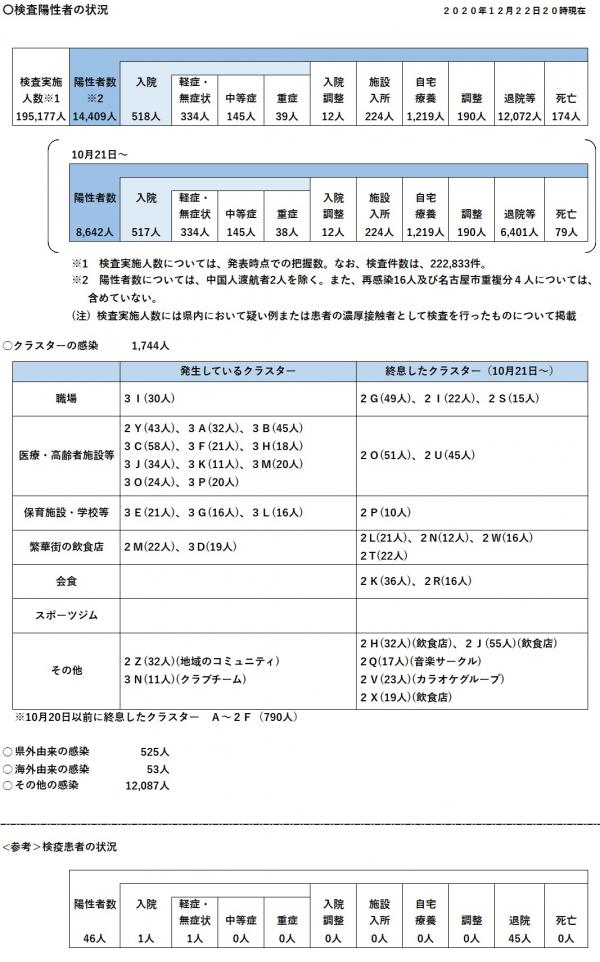 〇検査陽性者の状況
２０２０年１２月２２日２０時現在
検査実施人数※1 陽性者数※2 入院 軽症・無症状 中等症 重症 入院調整 施設入所 自宅療養 調整 退院等 死亡
195,177人 14,409人 518人 334人 145人 39人 12人 224人 1,219人 190人 12,072人 174人
10月21日～
陽性者数 入院 軽症・無症状 中等症 重症 入院調整 施設入所 自宅療養 調整 退院等 死亡
8,642人 517人 334人 145人 38人 12人 224人 1,219人 190人 6,401人 79人
※1　検査実施人数については、発表時点での把握数。なお、検査件数は、222,833件。
※2　陽性者数については、中国人渡航者2人を除く。また、再感染16人及び名古屋市重複分４人については、
含めていない。
（注）検査実施人数には県内において疑い例または患者の濃厚接触者として検査を行ったものについて掲載
〇クラスターの感染　1,744人
発生しているクラスター 終息したクラスター（10月21日～）
職場 ３Ｉ(30人) ２Ｇ(49人)、２Ｉ(22人)、２Ｓ(15人)
医療・高齢者施設等
２Ｙ(43人)、３Ａ(32人)、３Ｂ(45人)
３Ｃ(58人)、３Ｆ(21人)、３Ｈ(18人)
３Ｊ(34人)、３Ｋ(11人)、３Ｍ(20人)
３Ｏ(24人)、３Ｐ(20人)
２Ｏ(51人)、２Ｕ(45人)
保育施設・学校等 ３Ｅ(21人)、３Ｇ(16人)、３Ｌ(16人) ２Ｐ(10人)
繁華街の飲食店 ２Ｍ(22人)、３Ｄ(19人)
２Ｌ(21人)、２Ｎ(12人)、２Ｗ(16人)
２Ｔ(22人)
会食 ２Ｋ(36人)、２Ｒ(16人)
スポーツジム
その他
２Ｚ(32人)(地域のコミュニティ)
３Ｎ(11人)(クラブチーム)
２Ｈ(32人)(飲食店)、２Ｊ(55人)(飲食店)
２Ｑ(17人)(音楽サークル)
２Ｖ(23人)(カラオケグループ)
２Ｘ(19人)(飲食店)
※10月20日以前に終息したクラスター　Ａ～２Ｆ（790人）
〇県外由来の感染　525人
〇海外由来の感染　53人
〇その他の感染　12,087人
<参考＞検疫患者の状況
陽性者数 入院 軽症・無症状 中等症 重症 入院調整 施設入所 自宅療養 調整 退院 死亡
46人 1人 1人 0人 0人 0人 0人 0人 0人 45人 0人